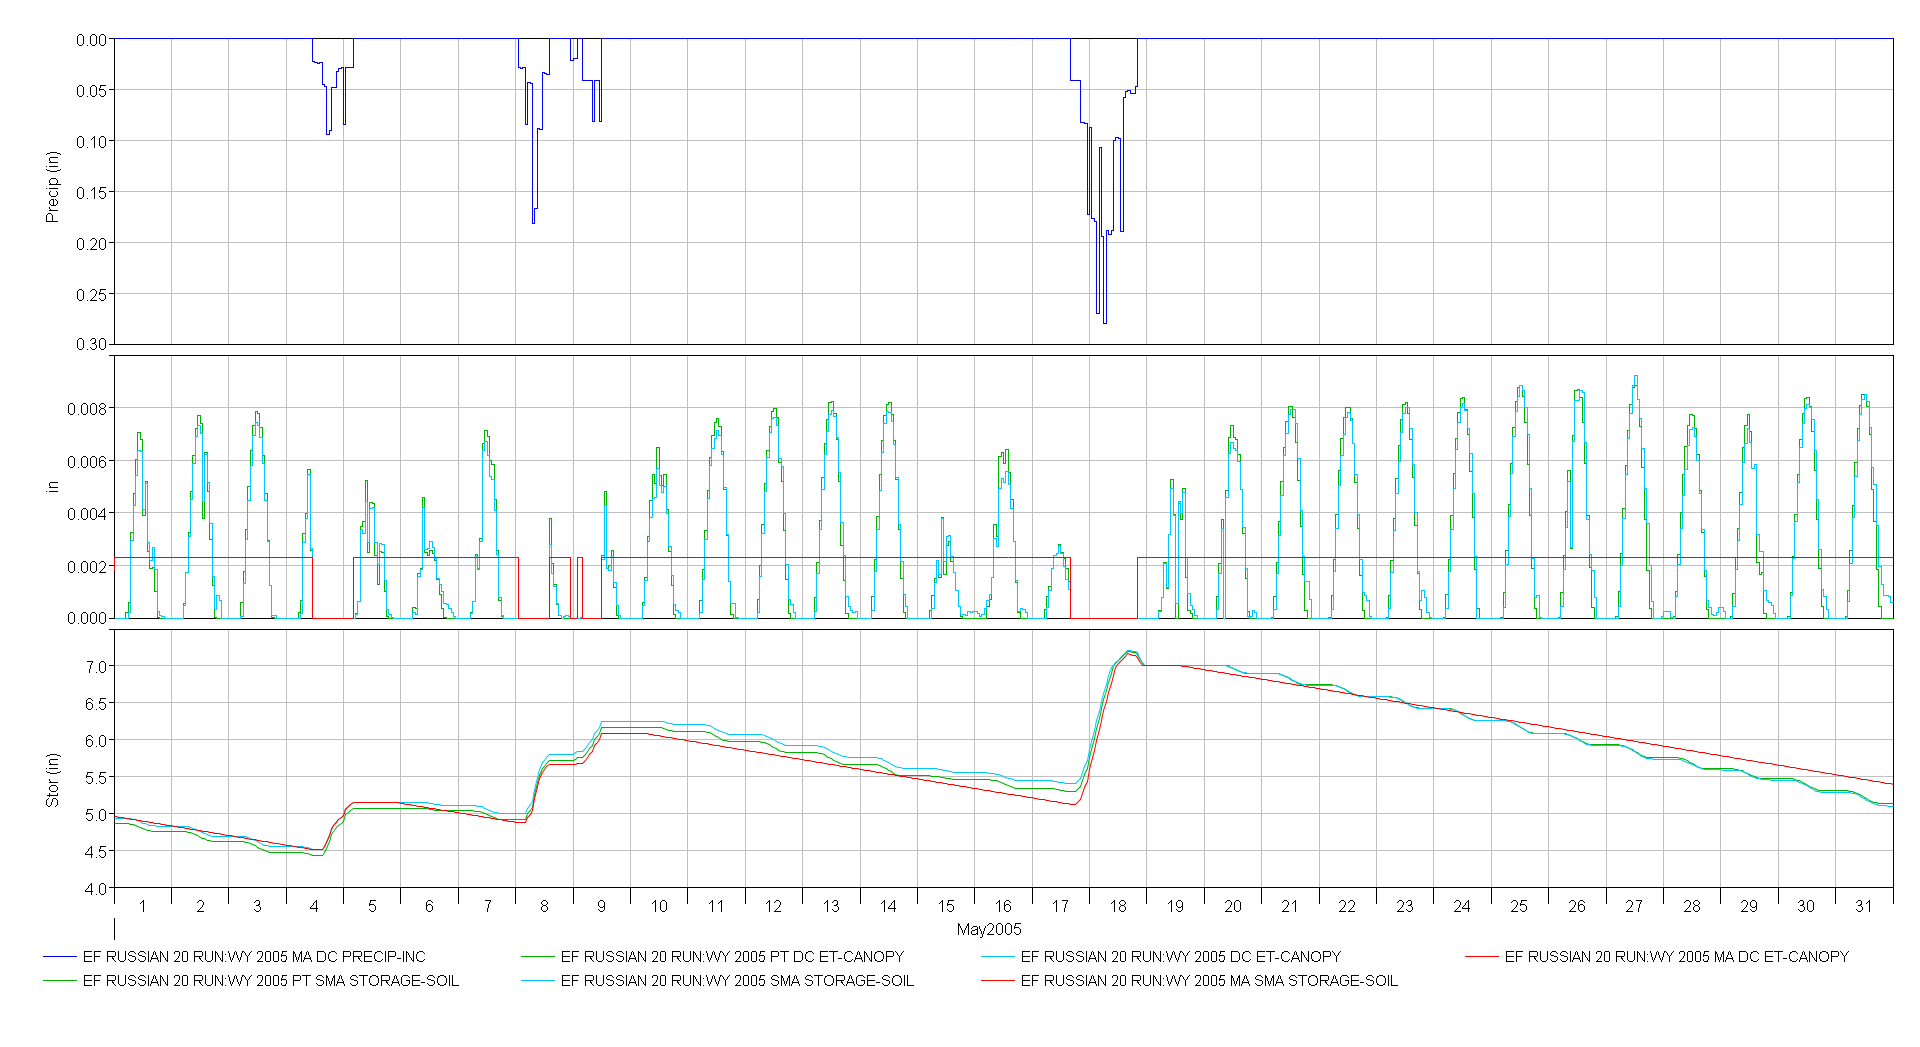 0.00
0.05
0.10
0.15
0.20
0.25
0.30
Precip (in)
0.008
0.006
0.004
0.002
0.000
in
7.0
6.5
6.0
5.5
5.0
4.5
4.0
Stor (in)
1 2 3 4 5 6 7 8 9 10 11 12 13 14 15 16 17 18 19 20 21 22 23 24 25 26 27 28 29 30 31
May2005
EF RUSSIAN 20 RUN:WY 2005 MA DC PRECIP-INC EF RUSSIAN 20 RUN:WY 2005 PT DC ET-CANOPY EF RUSSIAN 20 RUN:WY 2005 DC ET-CANOPY EF RUSSIAN 20 RUN:WY 2005 MA DC ET-CANOPY
EF RUSSIAN 20 RUN:WY 2005 PT SMA STORAGE-SOIL EF RUSSIAN 20 RUN:WY 2005 SMA STORAGE-SOIL EF RUSSIAN 20 RUN:WY 2005 MA SMA STORAGE-SOIL